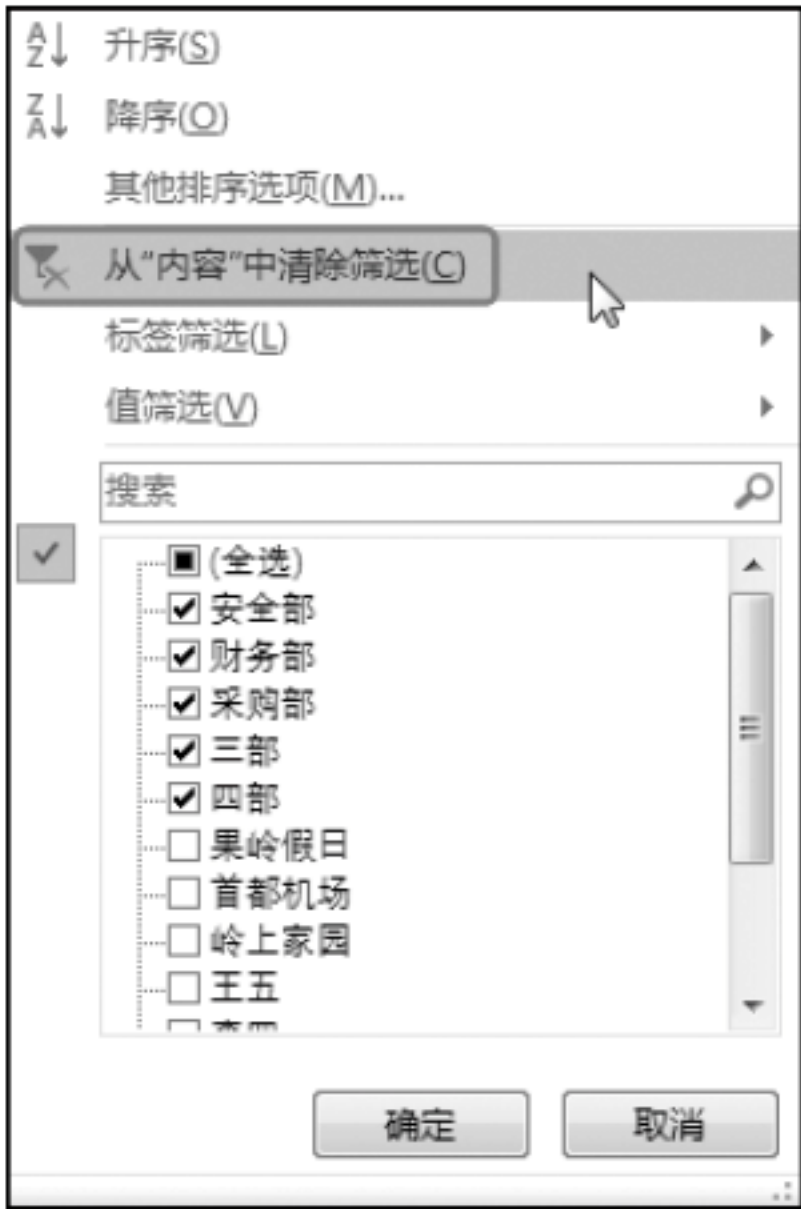 升序(S)
降序(O)
其他排序选项(M)...
从“内容”中清除筛选(C)
标签筛选(L)
值筛选(V)
搜索
(全选)
安全部
财务部
采购部
三部
四部
果岭假日
首都机场
岭上家园
王五
确定
取消